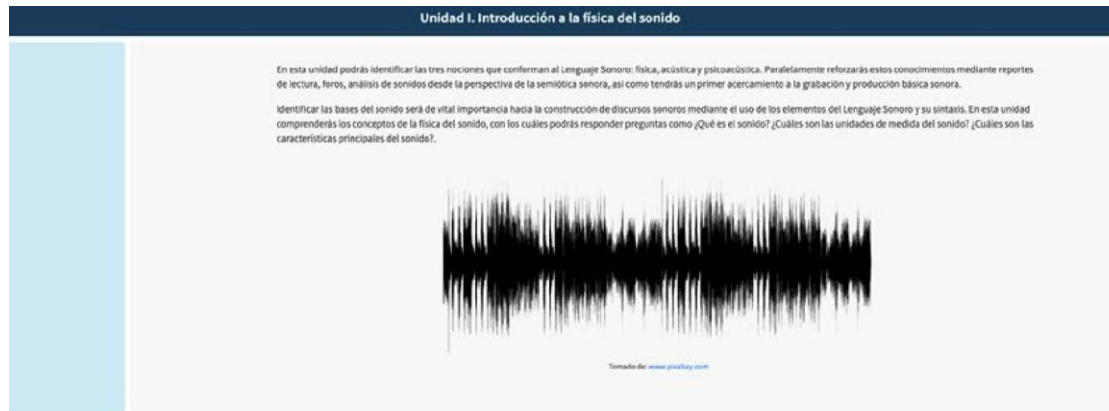 Unidad I. Introducción a la física del sonido
En esta unidad podrás identificar las tres nociones que conforman al Lenguaje Sonoro: física, acústica y psicoacústica. Paralelamente reforzarás estos conocimientos mediante reportes
de lectura, foros, análisis de sonidos desde la perspectiva de la semiótica sonora, así como tendrás un primer acercamiento a la grabación y producción básica sonora.
Identificar las bases del sonido será de vital importancia hacia la construcción de discursos sonoros mediante el uso de los elementos del Lenguaje Sonoro y su sintaxis. En esta unidad
comprenderás los conceptos de la física del sonido, con los cuáles podrás responder preguntas como ¿Qué es el sonido? ¿Cuáles son las unidades de medida del sonido? ¿Cuáles son las
características principales del sonido?.
Tomado de: www.pixabay.com